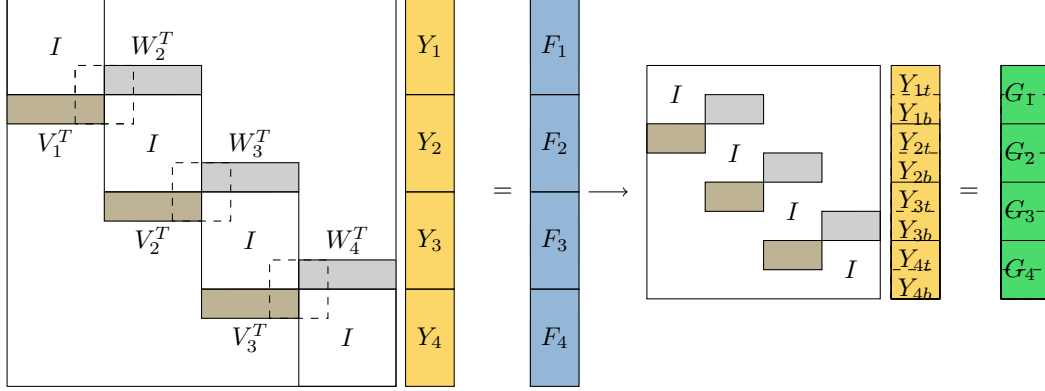 I
W_2^T
Y_1
F_1
V_1^T
I
W_3^T
Y_2
F_2
V_2^T
I
W_4^T
Y_3
F_3
V_3^T
I
Y_4
F_4
=
→
I
I
I
I
Y_{1t}
Y_{1b}
Y_{2t}
Y_{2b}
Y_{3t}
Y_{3b}
Y_{4t}
Y_{4b}
=
G_1
G_2
G_3
G_4